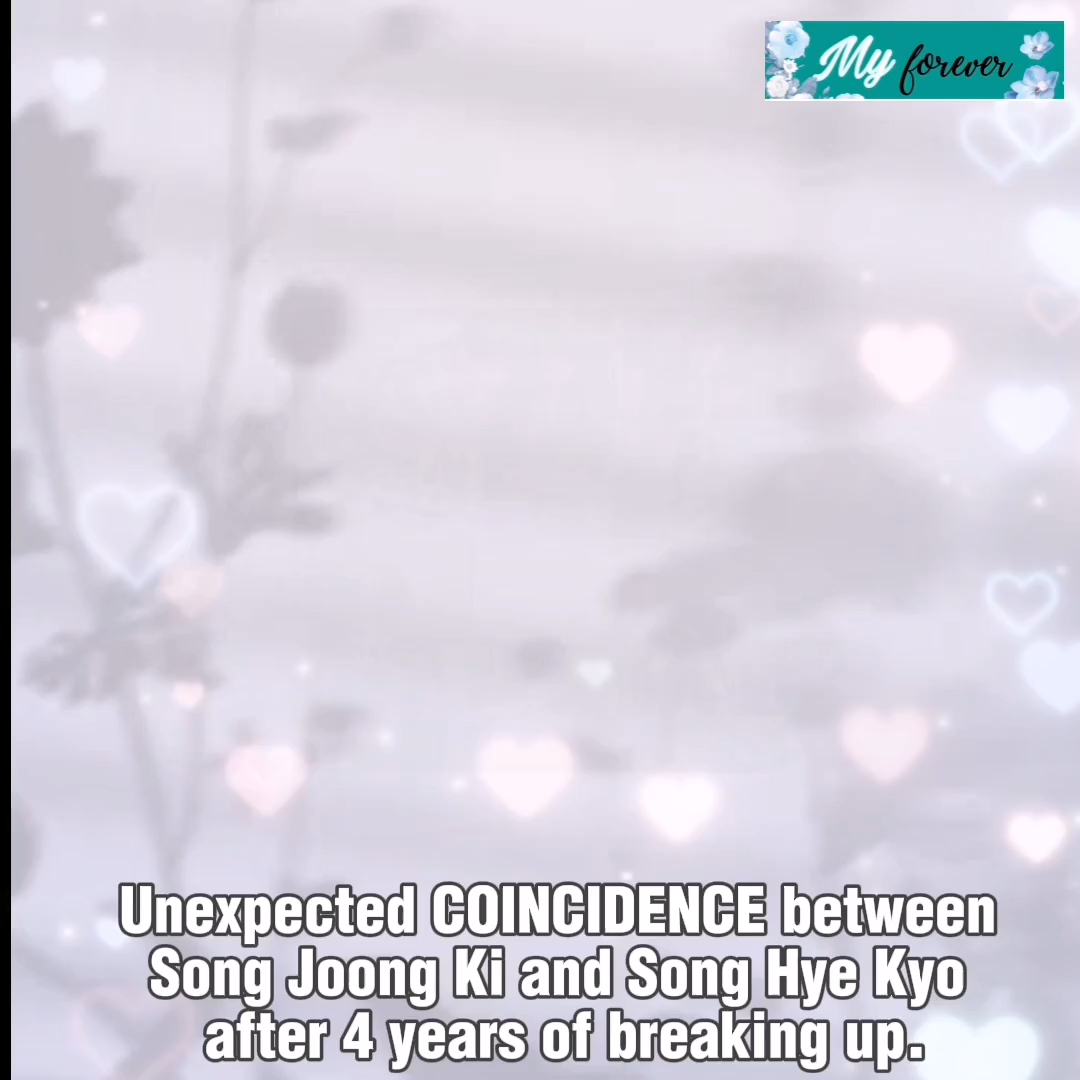 My forever
Unexpected COINCIDENCE between
Song Joong Ki and Song Hye Kyo
after 4 years of breaking up.